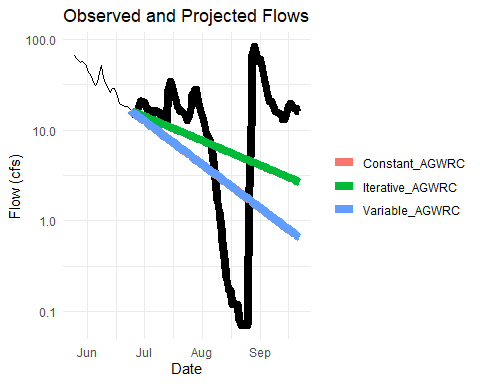 Observed and Projected Flows
100.0
10.0
1.0
0.1
Flow (cfs)
Jun
Jul
Aug
Sep
Date
Constant_AGWRC
Iterative_AGWRC
Variable_AGWRC